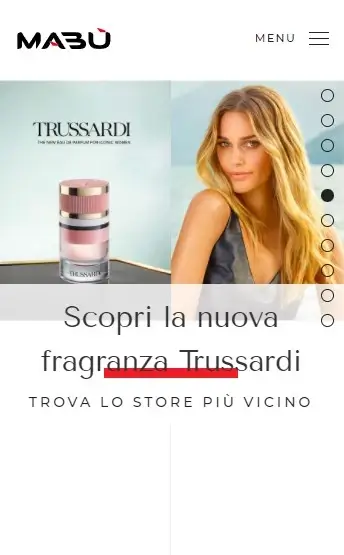 MABÙ
MENU
TRUSSARDI
THE NEW EAU DE PARFUM FOR ICONIC WOMEN
TRUSSARDI
Scopri la nuova
fragranza Trussardi
TROVA LO STORE PIÙ VICINO